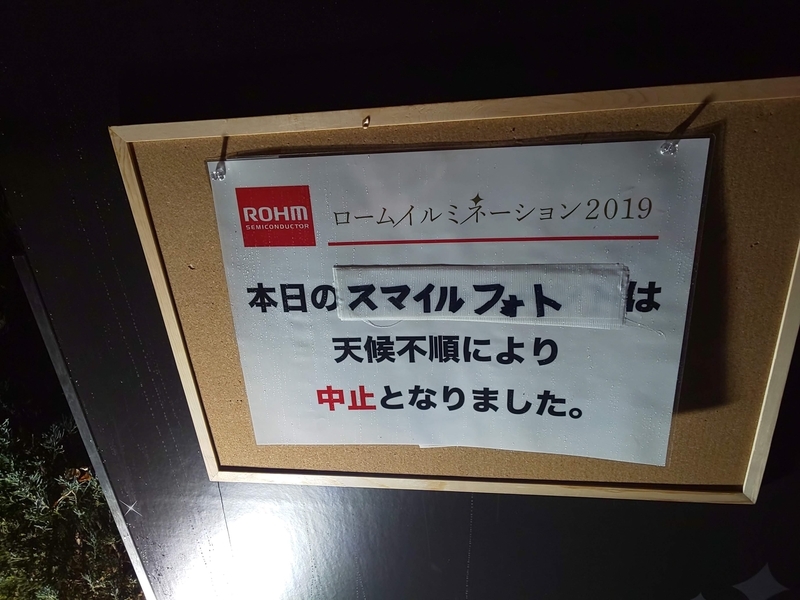 ROHM
SEMICONDUCTOR
ロームイルミネーション2019
本日のスマイルフォトは
天候不順により
中止となりました。